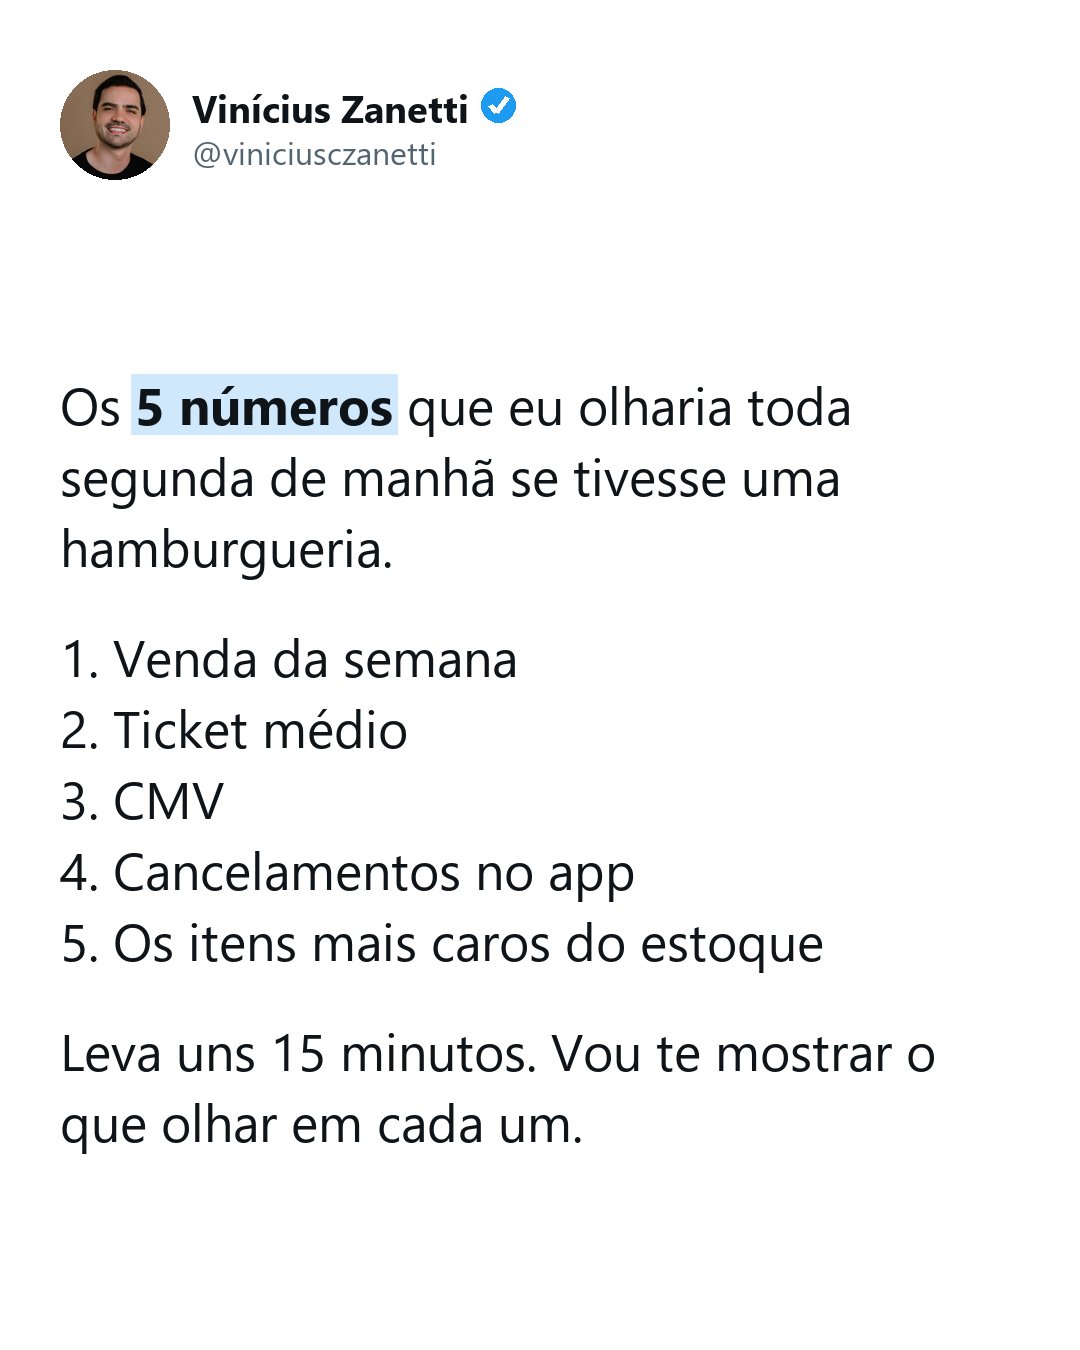 Vinícius Zanetti
@viniciusczanetti
Os 5 números que eu olharia toda
segunda de manhã se tivesse uma
hamburgueria.
1. Venda da semana
2. Ticket médio
3. CMV
4. Cancelamentos no app
5. Os itens mais caros do estoque
Leva uns 15 minutos. Vou te mostrar o
que olhar em cada um.